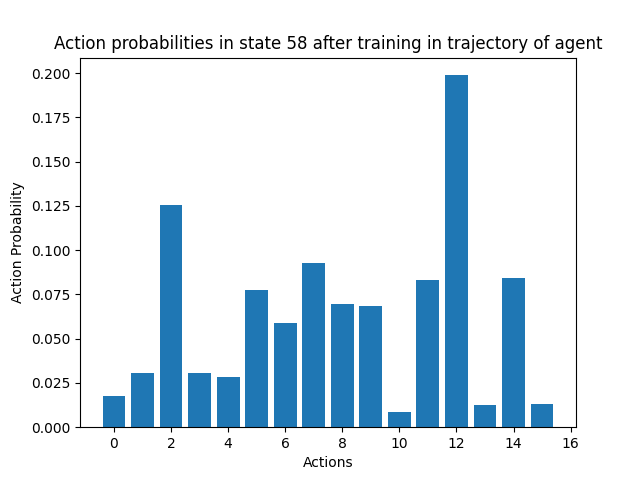 Action probabilities in state 58 after training in trajectory of agent
0.200
0.175
0.150
0.125
0.100
0.075
0.050
0.025
0.000
Action Probability
0 2 4 6 8 10 12 14 16
Actions